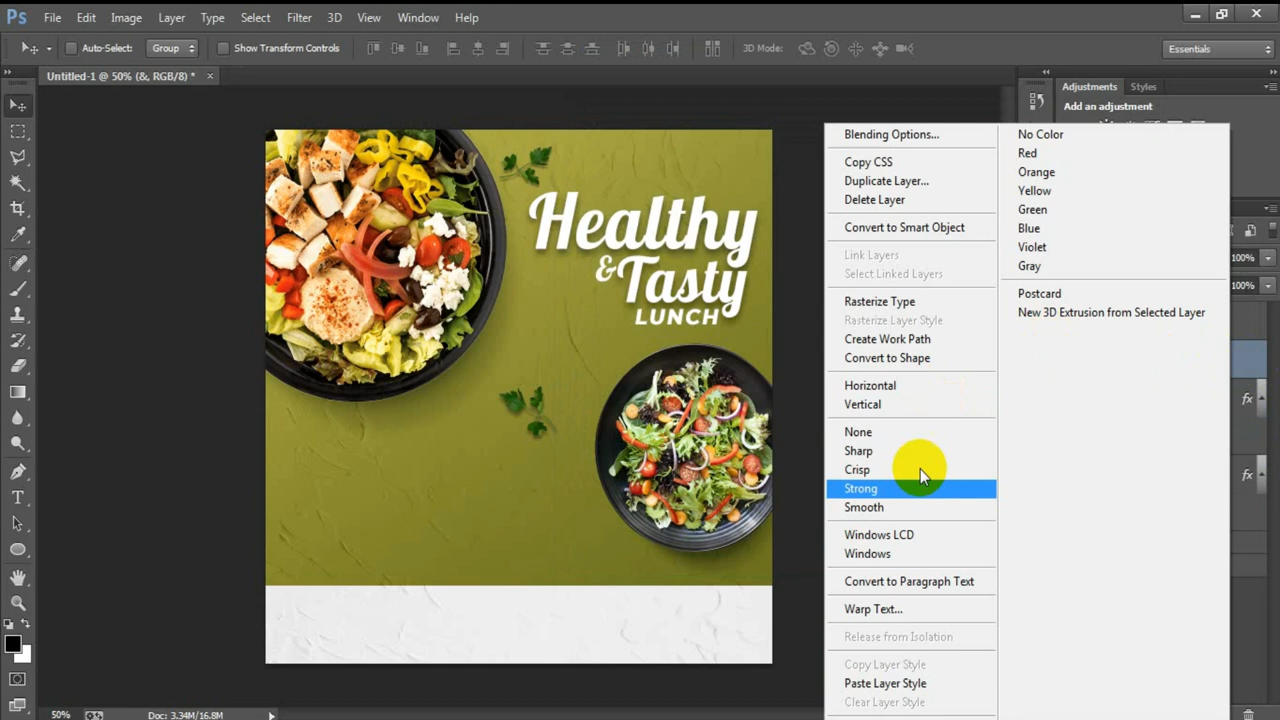 Ps File Edit Image Layer Type Select Filter 3D View Window Help
Auto-Select: Group Show Transform Controls 3D Mode: Essentials
Untitled-1 @ 50% (&, RGB/8) * ×
Adjustments Styles
Add an adjustment
Healthy
& Tasty
LUNCH
Blending Options...
Copy CSS
Duplicate Layer...
Delete Layer
Convert to Smart Object
Link Layers
Select Linked Layers
Rasterize Type
Rasterize Layer Style
Create Work Path
Convert to Shape
Horizontal
Vertical
None
Sharp
Crisp
Strong
Smooth
Windows LCD
Windows
Convert to Paragraph Text
Warp Text...
Release from Isolation
Copy Layer Style
Paste Layer Style
Clear Layer Style
No Color
Red
Orange
Yellow
Green
Blue
Violet
Gray
Postcard
New 3D Extrusion from Selected Layer
100%
100%
fx
fx
T
50% Doc: 3.34M/16.8M